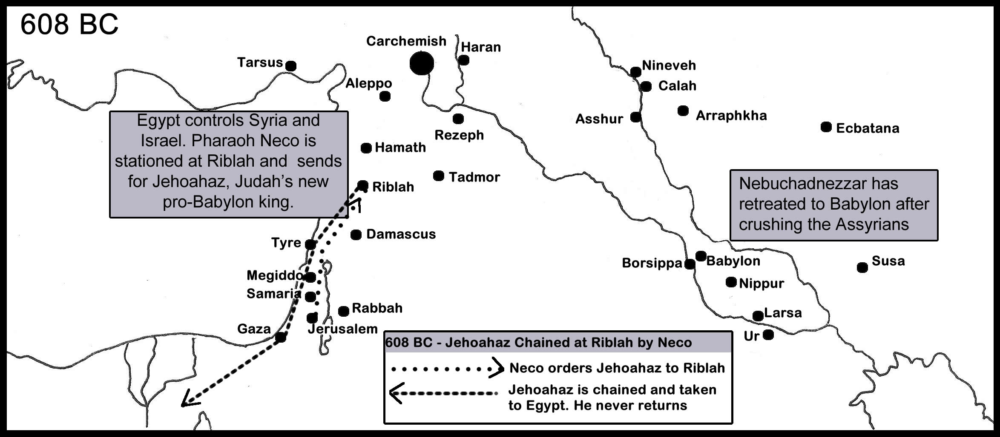 608 BC
Carchemish
Haran
Tarsus
Nineveh
Aleppo
Calah
Egypt controls Syria and
Israel. Pharaoh Neco is
stationed at Riblah and  sends
for Jehoahaz, Judah's new
pro-Babylon king.
Asshur
Arraphkha
Ecbatana
Rezeph
Hamath
Tadmor
Riblah
Nebuchadnezzar has
retreated to Babylon after
crushing the Assyrians
Damascus
Tyre
Borsippa
Babylon
Susa
Megiddo
Nippur
Samaria
Rabbah
Larsa
Gaza
Jerusalem
Ur
608 BC - Jehoahaz Chained at Riblah by Neco
Neco orders Jehoahaz to Riblah
Jehoahaz is chained and taken
to Egypt. He never returns